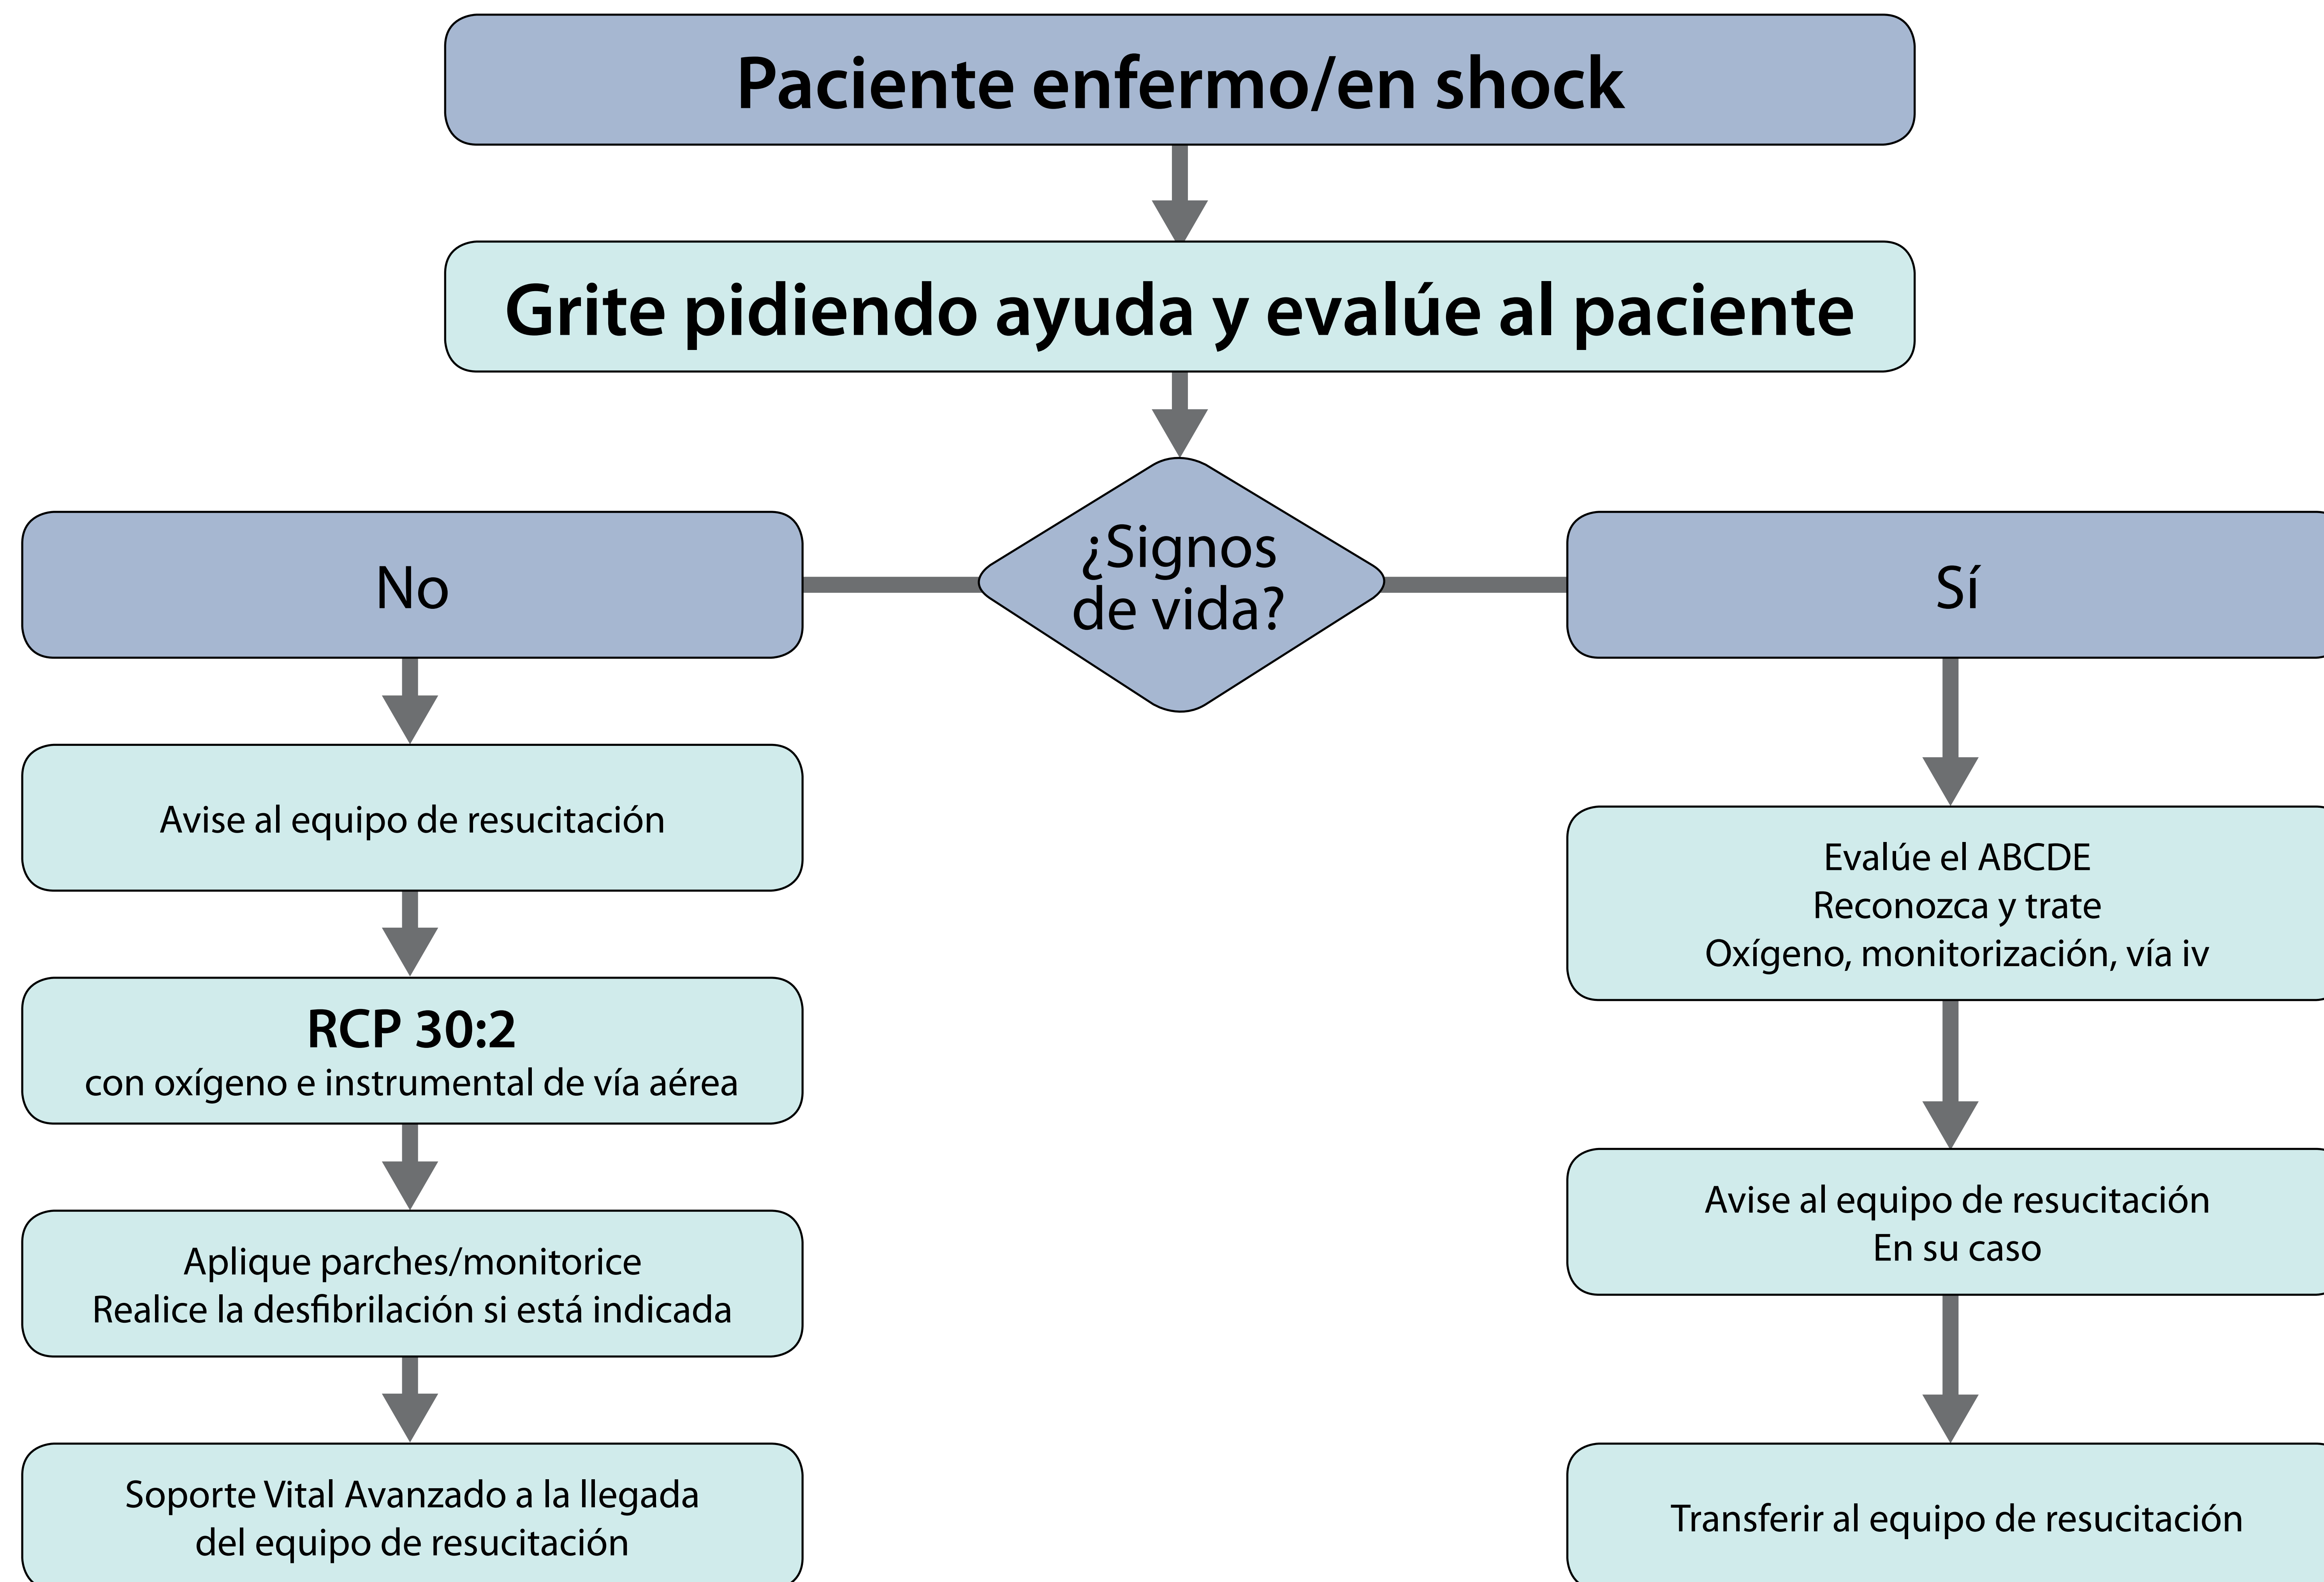 Paciente enfermo/en shock
Grite pidiendo ayuda y evalúe al paciente
¿Signos
de vida?
No
Sí
Avise al equipo de resucitación
RCP 30:2
con oxígeno e instrumental de vía aérea
Aplique parches/monitorice
Realice la desfibrilación si está indicada
Soporte Vital Avanzado a la llegada
del equipo de resucitación
Evalúe el ABCDE
Reconozca y trate
Oxígeno, monitorización, vía iv
Avise al equipo de resucitación
En su caso
Transferir al equipo de resucitación